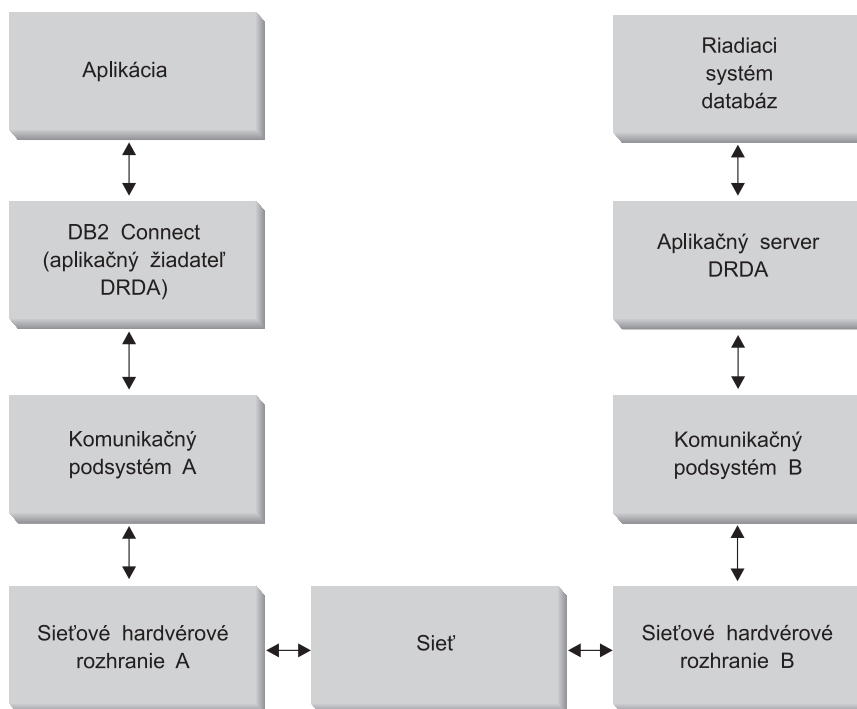 Aplikácia
Riadiaci
systém
databáz
DB2 Connect
(aplikačný žiadateľ
DRDA)
Aplikačný server
DRDA
Komunikačný
podsystém A
Komunikačný
podsystém B
Sieťové hardvérové
rozhranie A
Sieť
Sieťové hardvérové
rozhranie B